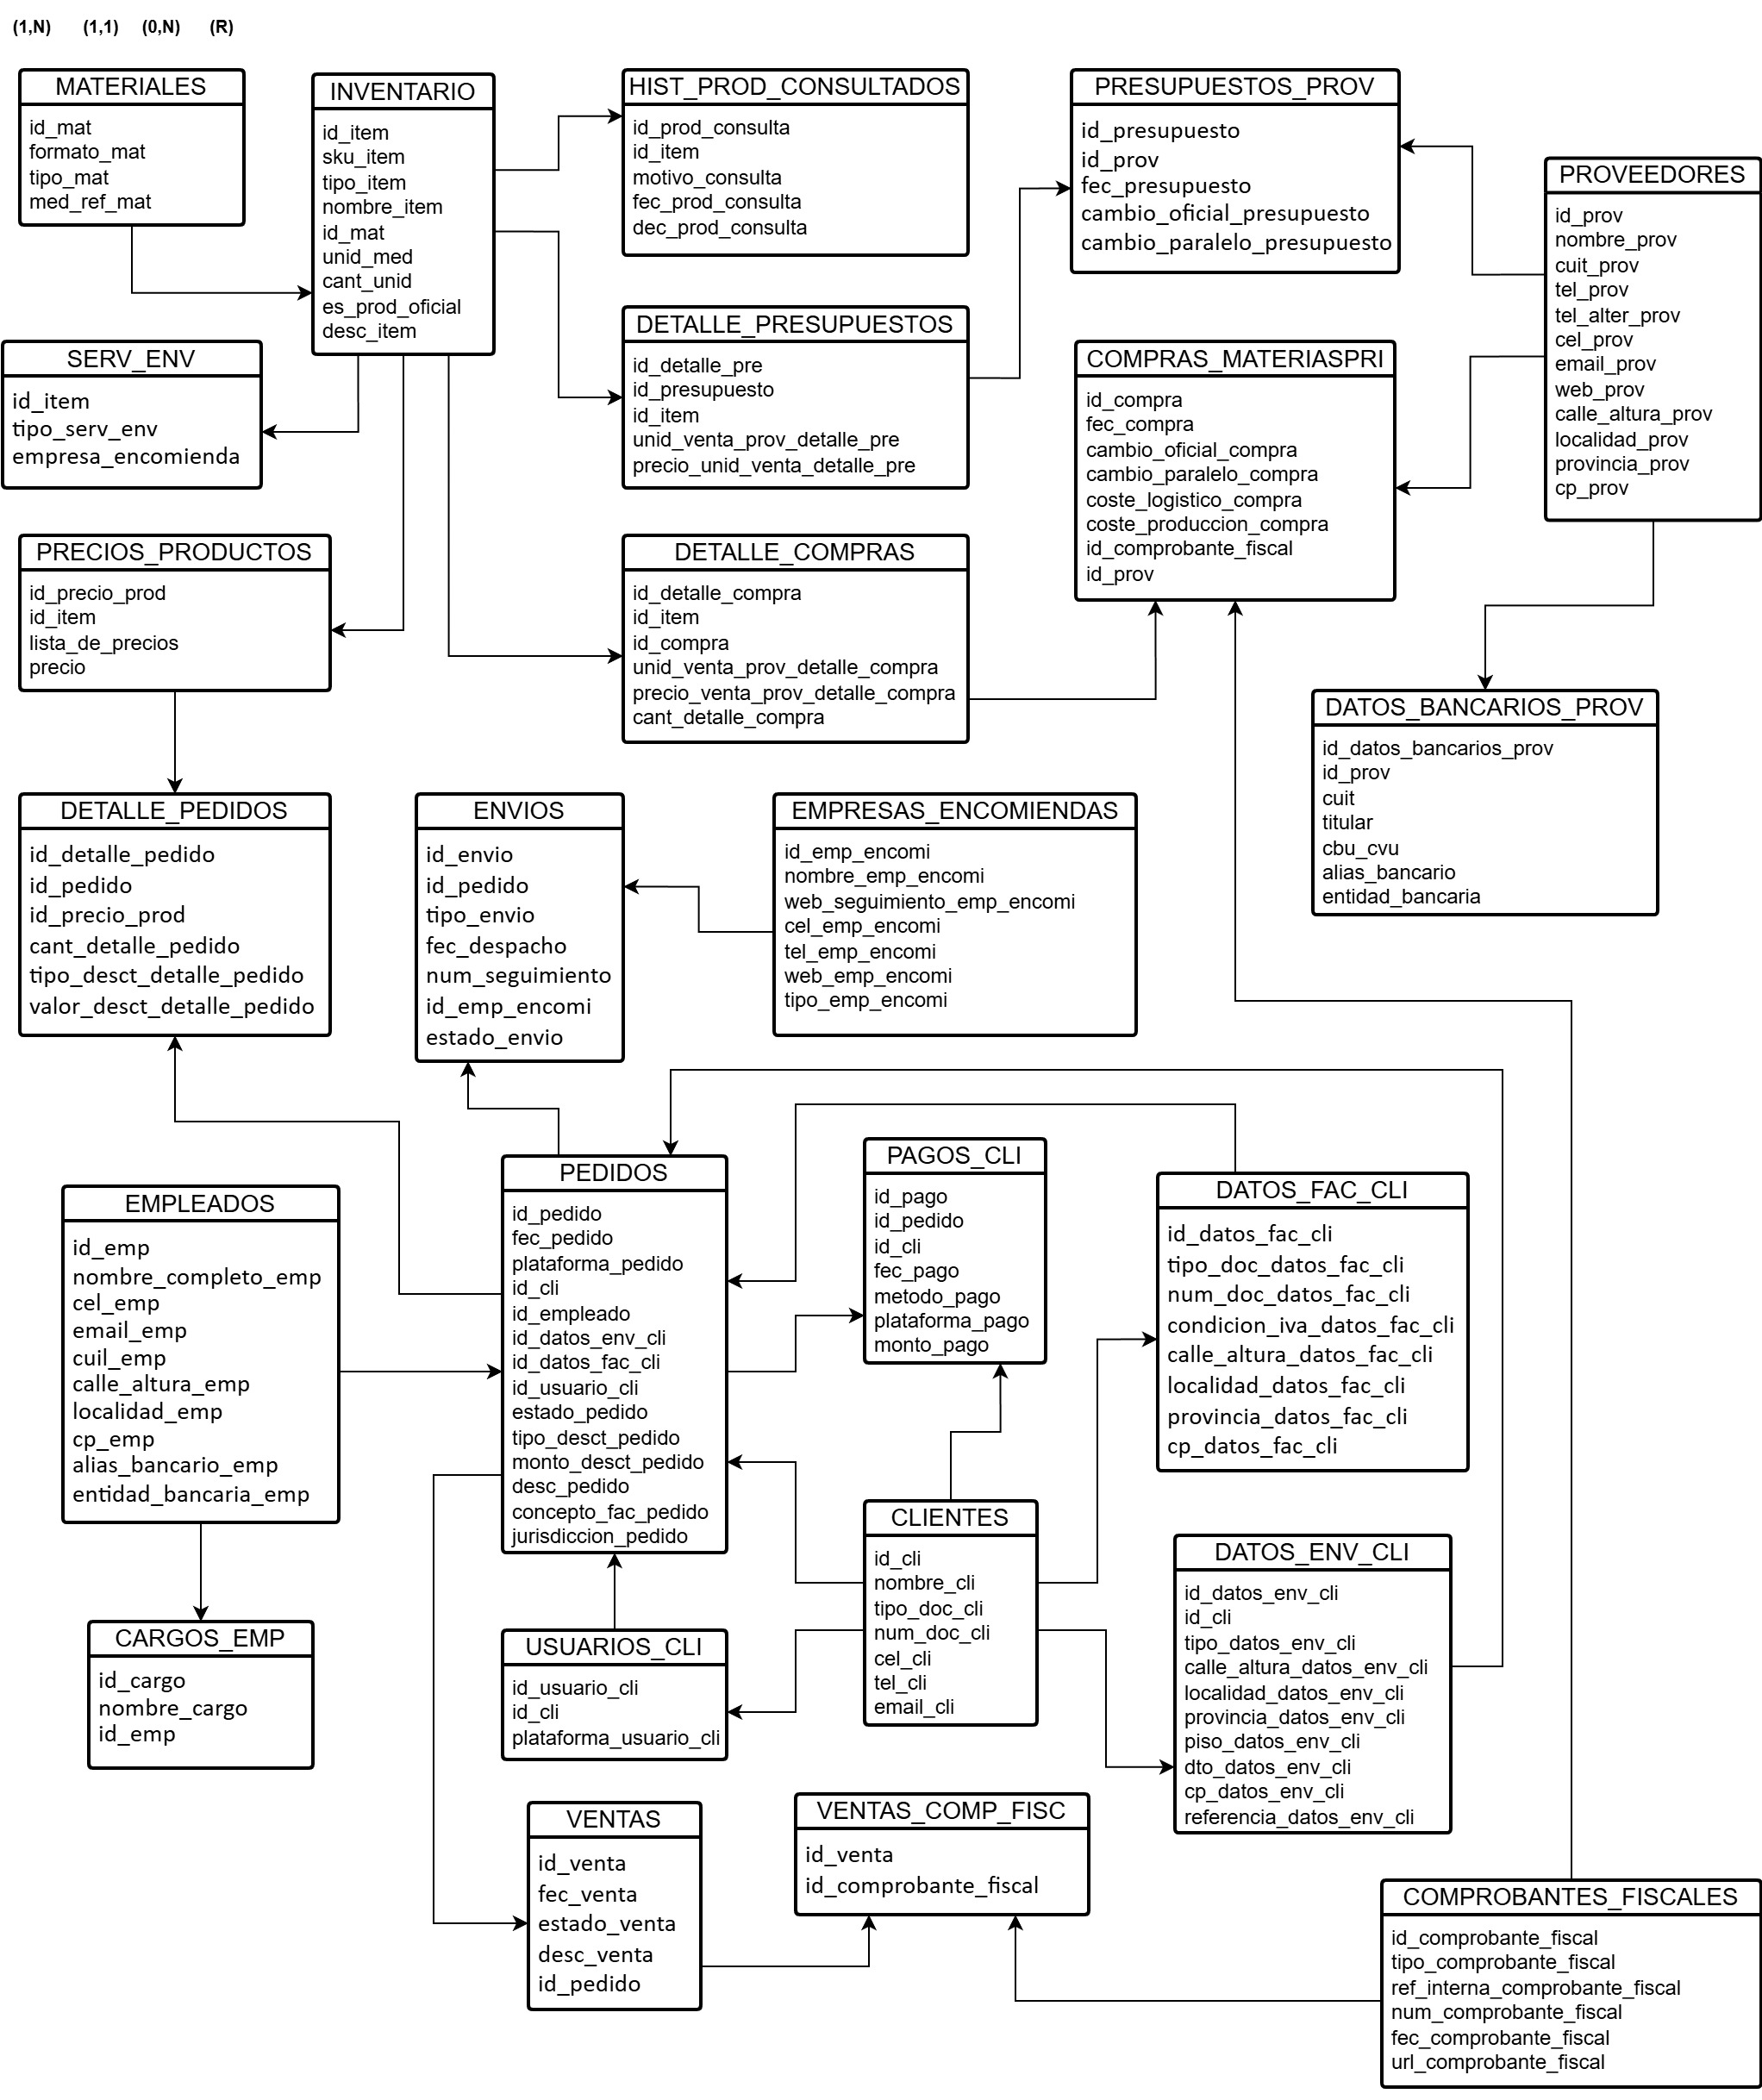 (1,N) (1,1) (0,N) (R)
MATERIALES
id_mat
formato_mat
tipo_mat
med_ref_mat
INVENTARIO
id_item
sku_item
tipo_item
nombre_item
id_mat
unid_med
cant_unid
es_prod_oficial
desc_item
HIST_PROD_CONSULTADOS
id_prod_consulta
id_item
motivo_consulta
fec_prod_consulta
dec_prod_consulta
PRESUPUESTOS_PROV
id_presupuesto
id_prov
fec_presupuesto
cambio_oficial_presupuesto
cambio_paralelo_presupuesto
PROVEEDORES
id_prov
nombre_prov
cuit_prov
tel_prov
tel_alter_prov
cel_prov
email_prov
web_prov
calle_altura_prov
localidad_prov
provincia_prov
cp_prov
SERV_ENV
id_item
tipo_serv_env
empresa_encomienda
DETALLE_PRESUPUESTOS
id_detalle_pre
id_presupuesto
id_item
unid_venta_prov_detalle_pre
precio_unid_venta_detalle_pre
COMPRAS_MATERIASPRI
id_compra
fec_compra
cambio_oficial_compra
cambio_paralelo_compra
coste_logistico_compra
coste_produccion_compra
id_comprobante_fiscal
id_prov
PRECIOS_PRODUCTOS
id_precio_prod
id_item
lista_de_precios
precio
DETALLE_COMPRAS
id_detalle_compra
id_item
id_compra
unid_venta_prov_detalle_compra
precio_venta_prov_detalle_compra
cant_detalle_compra
DATOS_BANCARIOS_PROV
id_datos_bancarios_prov
id_prov
cuit
titular
cbu_cvu
alias_bancario
entidad_bancaria
DETALLE_PEDIDOS
id_detalle_pedido
id_pedido
id_precio_prod
cant_detalle_pedido
tipo_desct_detalle_pedido
valor_desct_detalle_pedido
ENVIOS
id_envio
id_pedido
tipo_envio
fec_despacho
num_seguimiento
id_emp_encomi
estado_envio
EMPRESAS_ENCOMIENDAS
id_emp_encomi
nombre_emp_encomi
web_seguimiento_emp_encomi
cel_emp_encomi
tel_emp_encomi
web_emp_encomi
tipo_emp_encomi
EMPLEADOS
id_emp
nombre_completo_emp
cel_emp
email_emp
cuil_emp
calle_altura_emp
localidad_emp
cp_emp
alias_bancario_emp
entidad_bancaria_emp
PEDIDOS
id_pedido
fec_pedido
plataforma_pedido
id_cli
id_empleado
id_datos_env_cli
id_datos_fac_cli
id_usuario_cli
estado_pedido
tipo_desct_pedido
monto_desct_pedido
desc_pedido
concepto_fac_pedido
jurisdiccion_pedido
PAGOS_CLI
id_pago
id_pedido
id_cli
fec_pago
metodo_pago
plataforma_pago
monto_pago
DATOS_FAC_CLI
id_datos_fac_cli
tipo_doc_datos_fac_cli
num_doc_datos_fac_cli
condicion_iva_datos_fac_cli
calle_altura_datos_fac_cli
localidad_datos_fac_cli
provincia_datos_fac_cli
cp_datos_fac_cli
CLIENTES
id_cli
nombre_cli
tipo_doc_cli
num_doc_cli
cel_cli
tel_cli
email_cli
DATOS_ENV_CLI
id_datos_env_cli
id_cli
tipo_datos_env_cli
calle_altura_datos_env_cli
localidad_datos_env_cli
provincia_datos_env_cli
piso_datos_env_cli
dto_datos_env_cli
cp_datos_env_cli
referencia_datos_env_cli
CARGOS_EMP
id_cargo
nombre_cargo
id_emp
USUARIOS_CLI
id_usuario_cli
id_cli
plataforma_usuario_cli
VENTAS
id_venta
fec_venta
estado_venta
desc_venta
id_pedido
VENTAS_COMP_FISC
id_venta
id_comprobante_fiscal
COMPROBANTES_FISCALES
id_comprobante_fiscal
tipo_comprobante_fiscal
ref_interna_comprobante_fiscal
num_comprobante_fiscal
fec_comprobante_fiscal
url_comprobante_fiscal